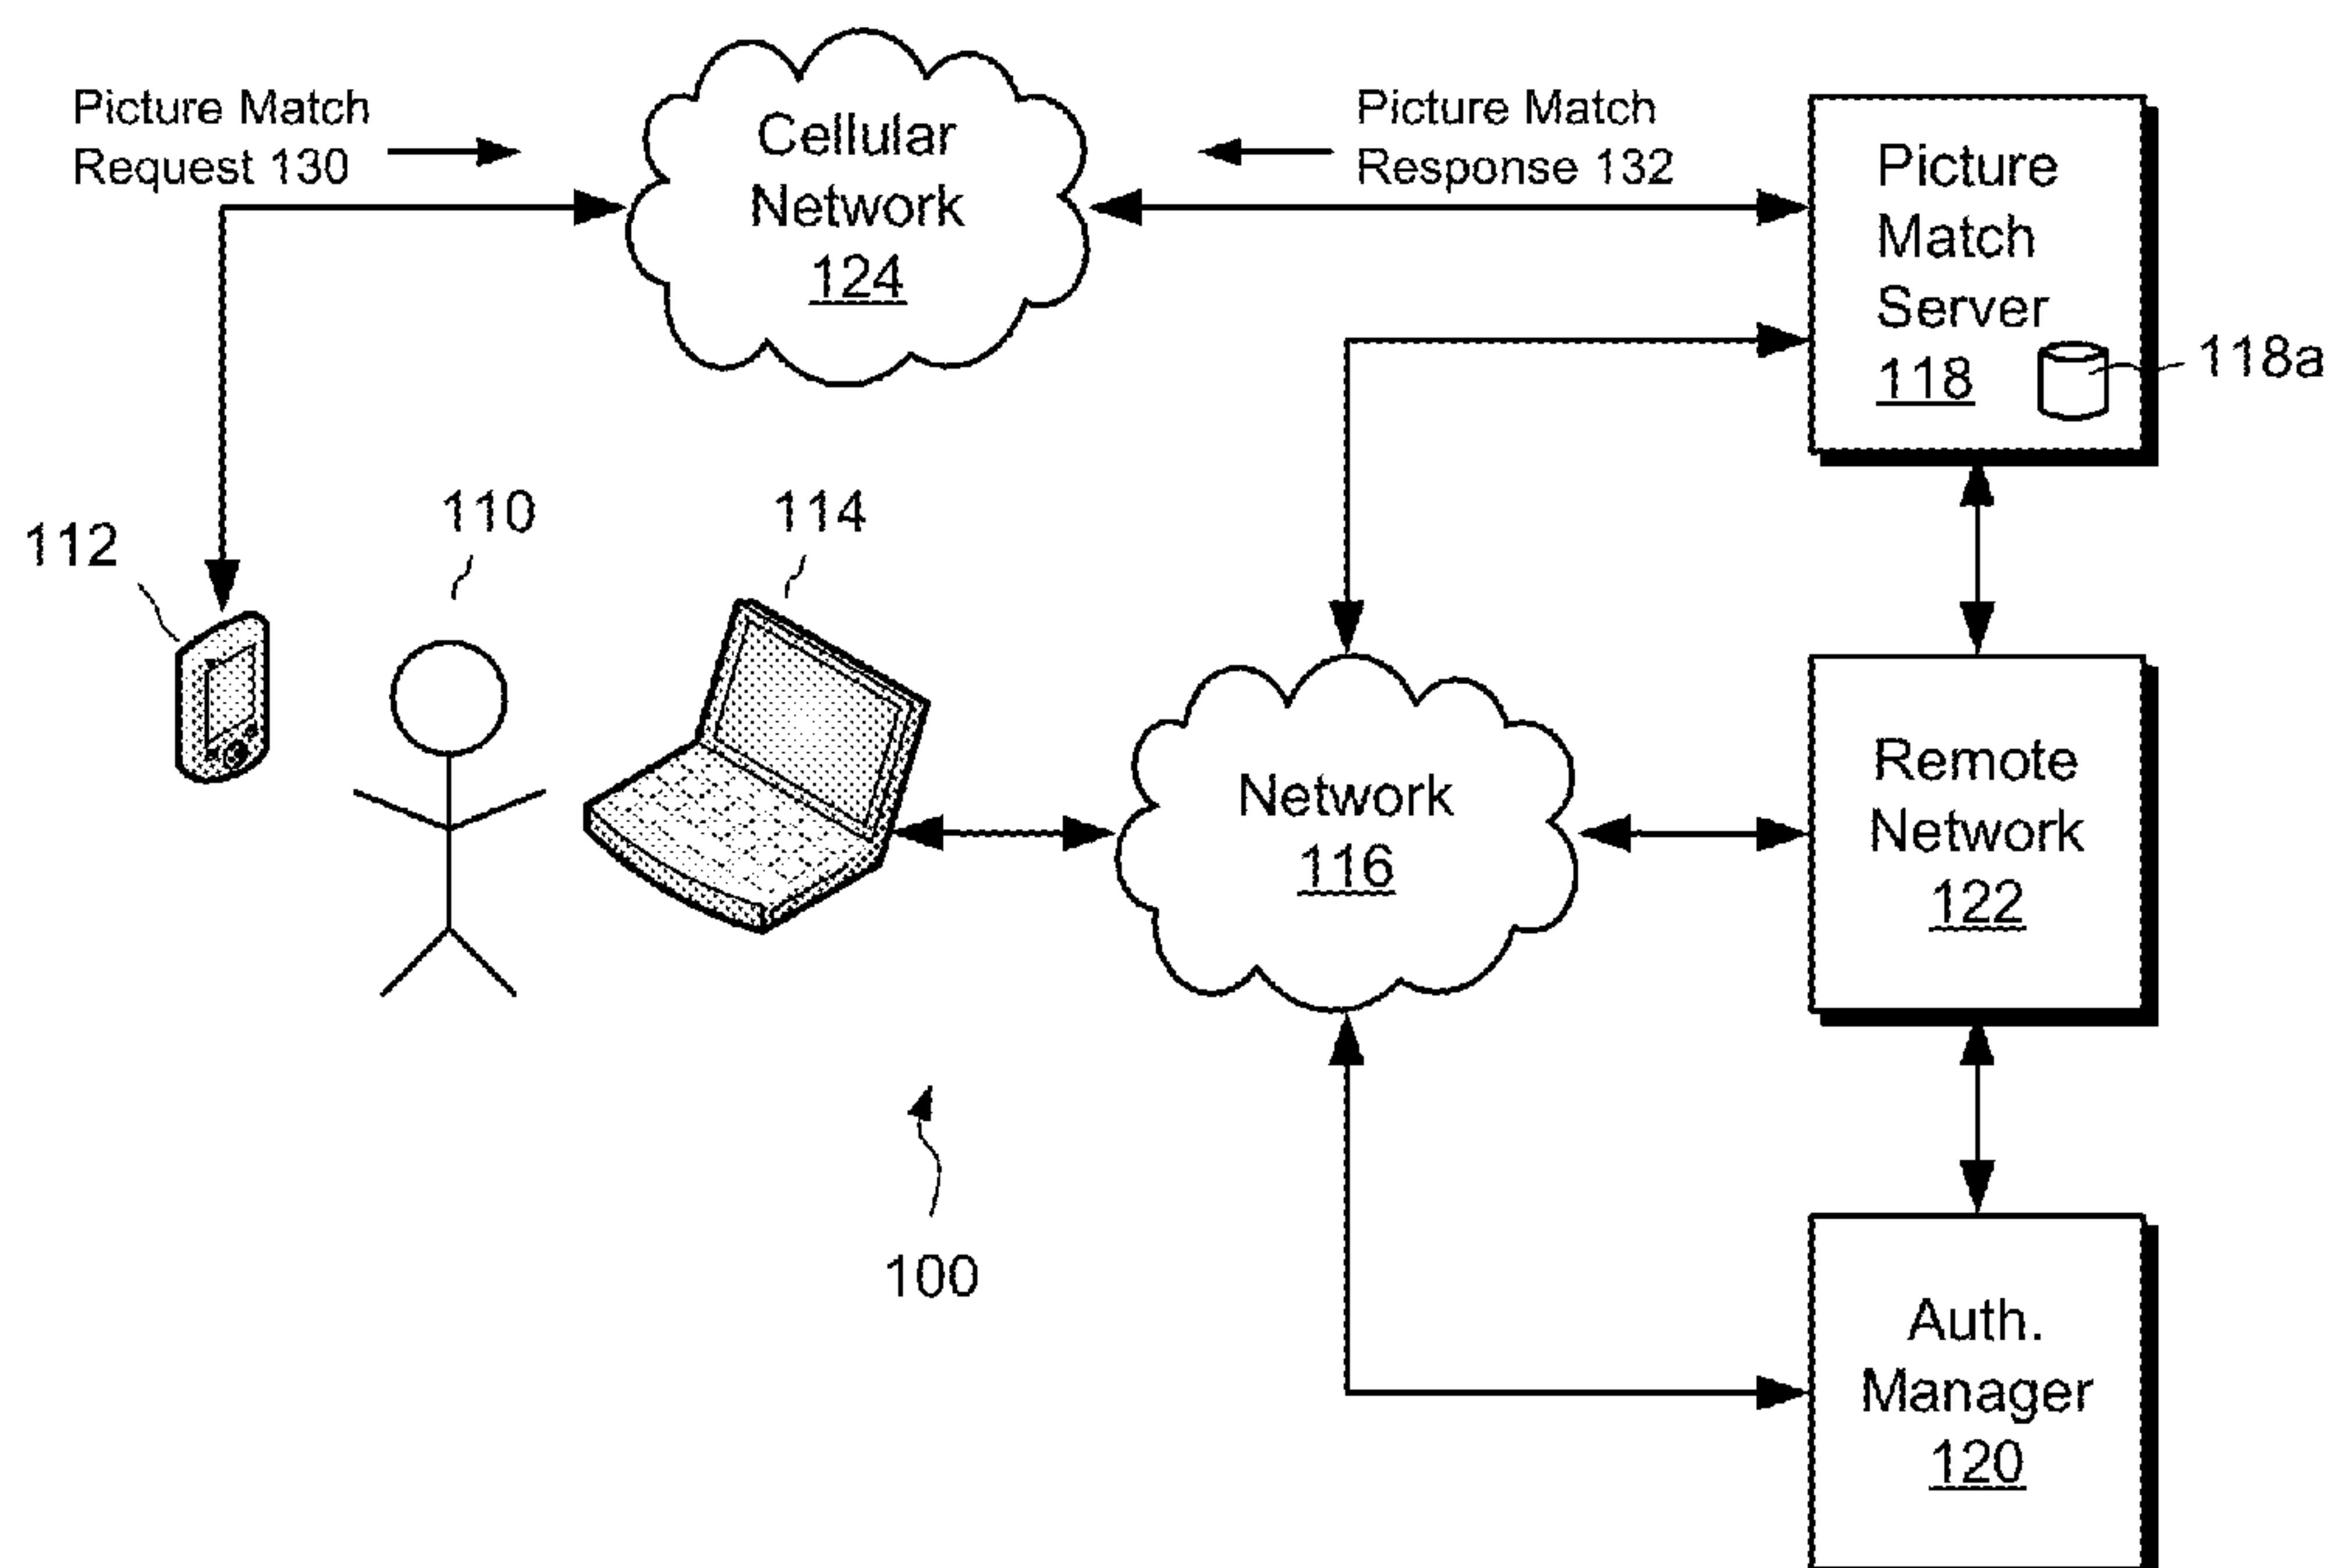 Picture Match
Request 130
Cellular
Network
124
Picture Match
Response 132
Picture
Match
Server
118
118a
112
110
114
Network
116
Remote
Network
122
100
Auth.
Manager
120